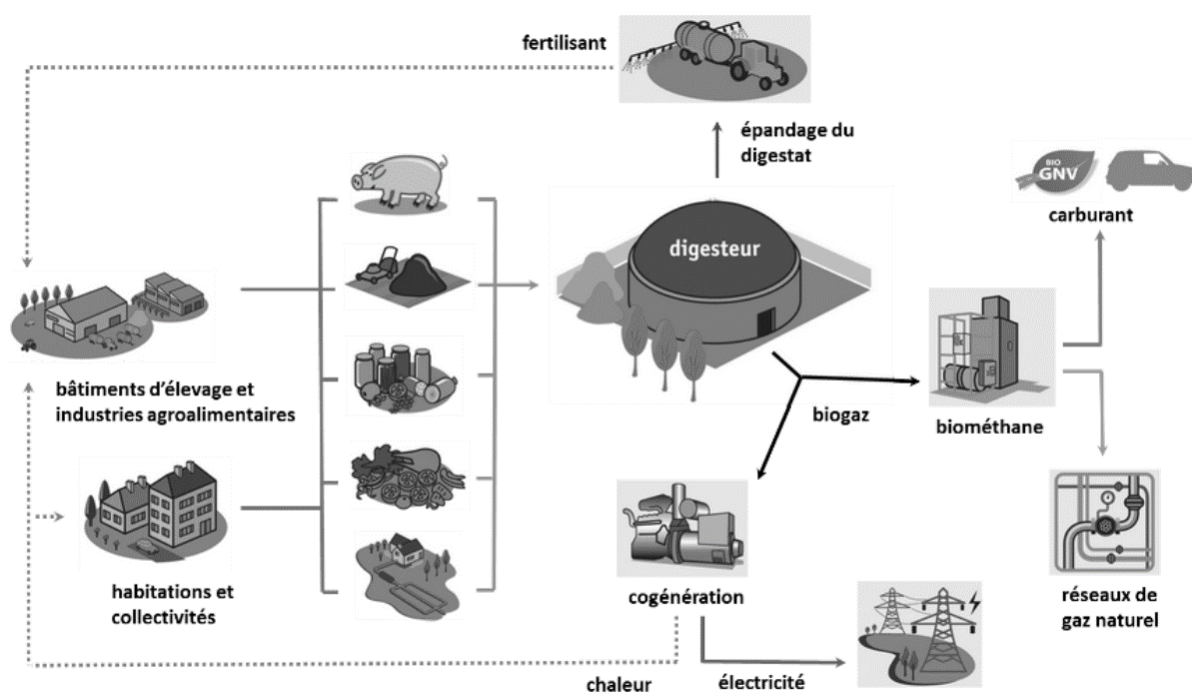 fertilisant
épandage du
digestat
BIO
GNV
carburant
digesteur
bâtiments d'élevage et
industries agroalimentaires
biogaz
biométhane
habitations et
collectivités
cogénération
réseaux de
gaz naturel
chaleur
électricité